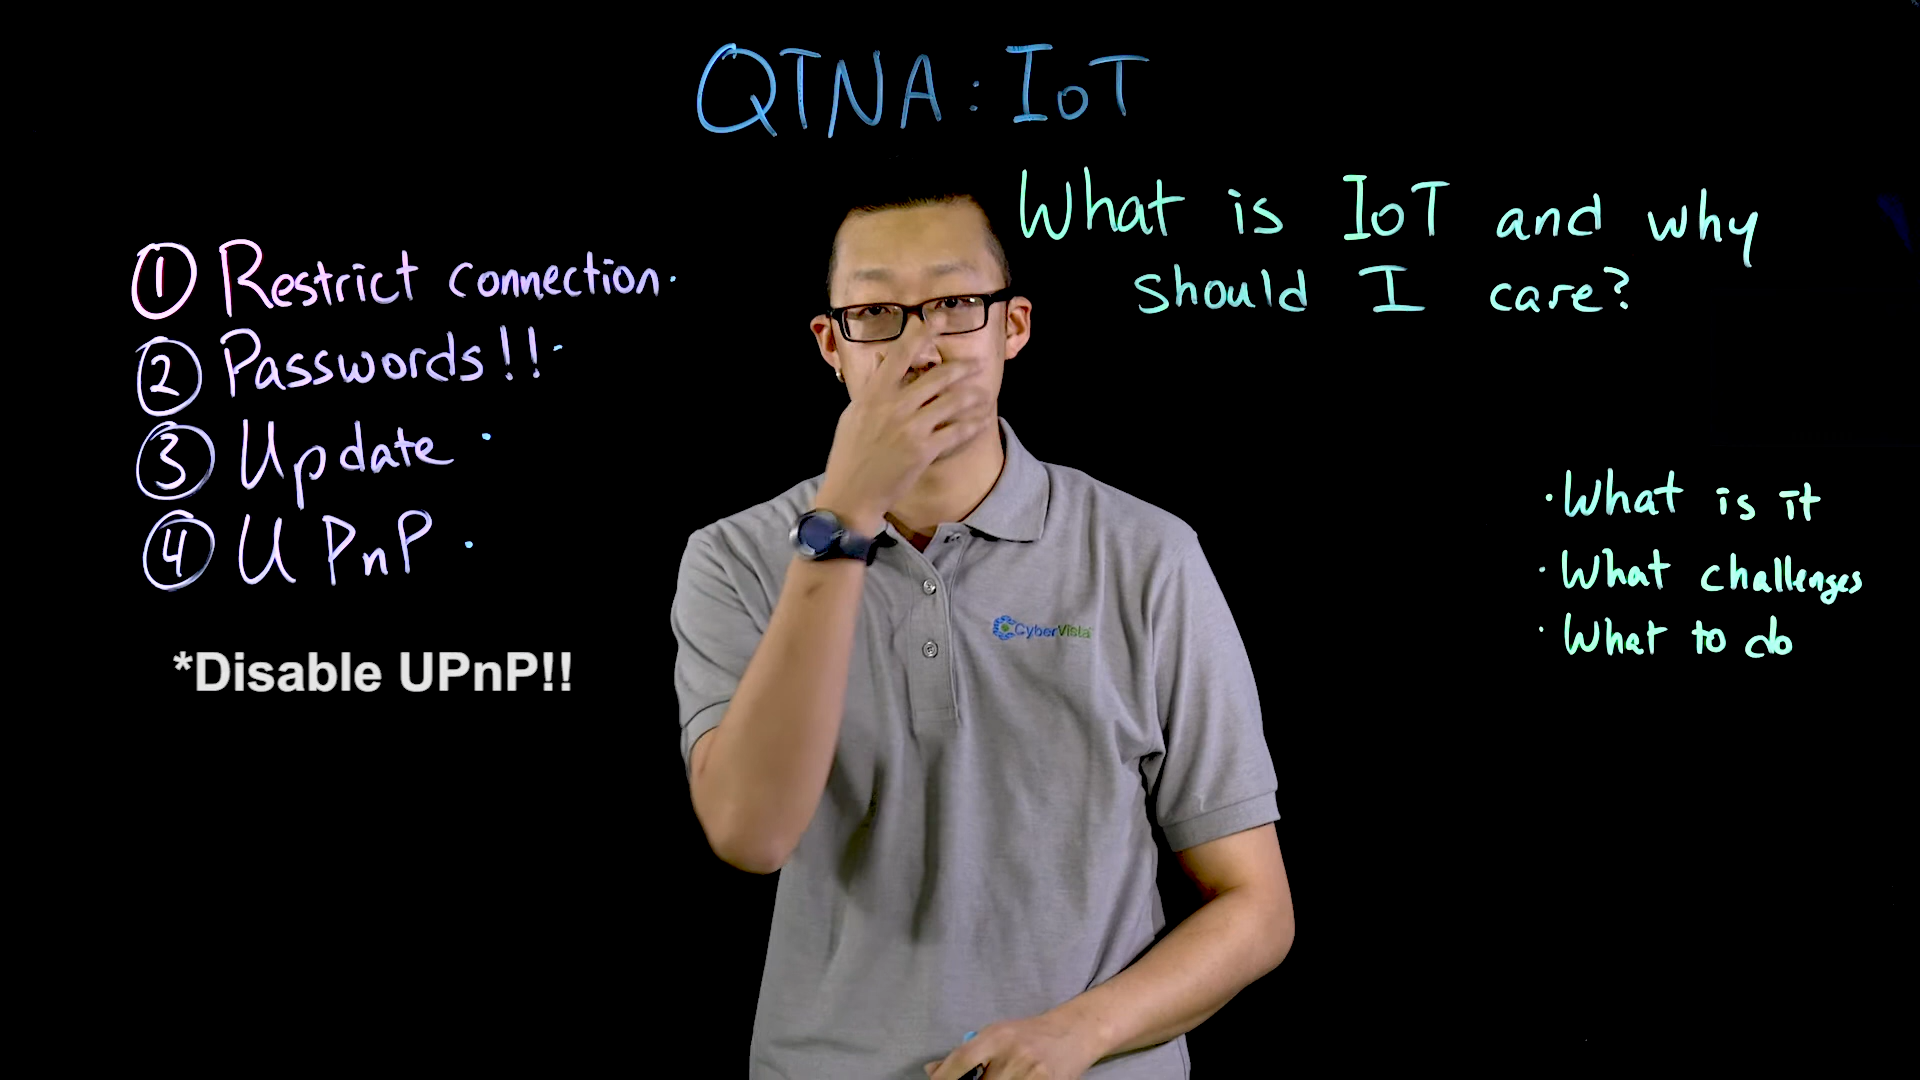 QTNA: IoT
What is IoT and why
should I care?
① Restrict connection.
② Passwords!!
③ Update
④ UPnP
*Disable UPnP!!
• What is it
• What challenges
• What to do
CyberVista